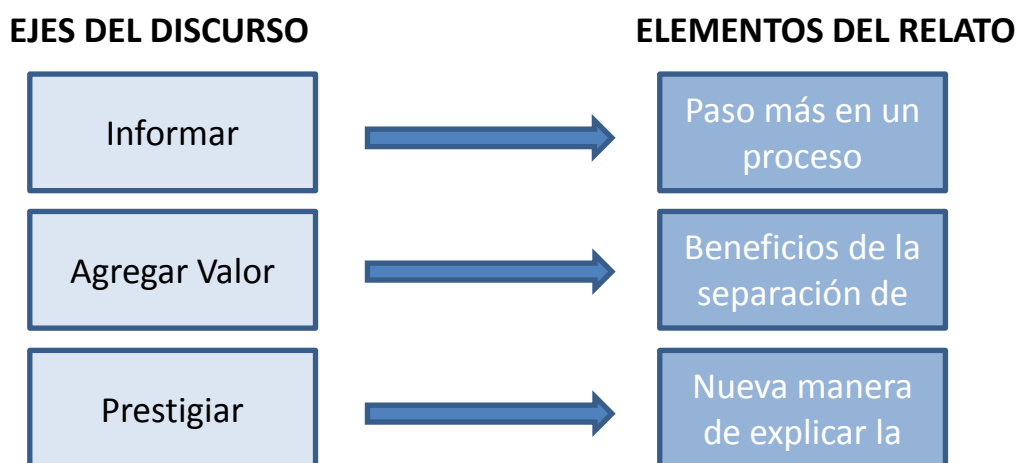 EJES DEL DISCURSO
ELEMENTOS DEL RELATO
Informar
Paso más en un
proceso
Agregar Valor
Beneficios de la
separación de
Prestigiar
Nueva manera
de explicar la